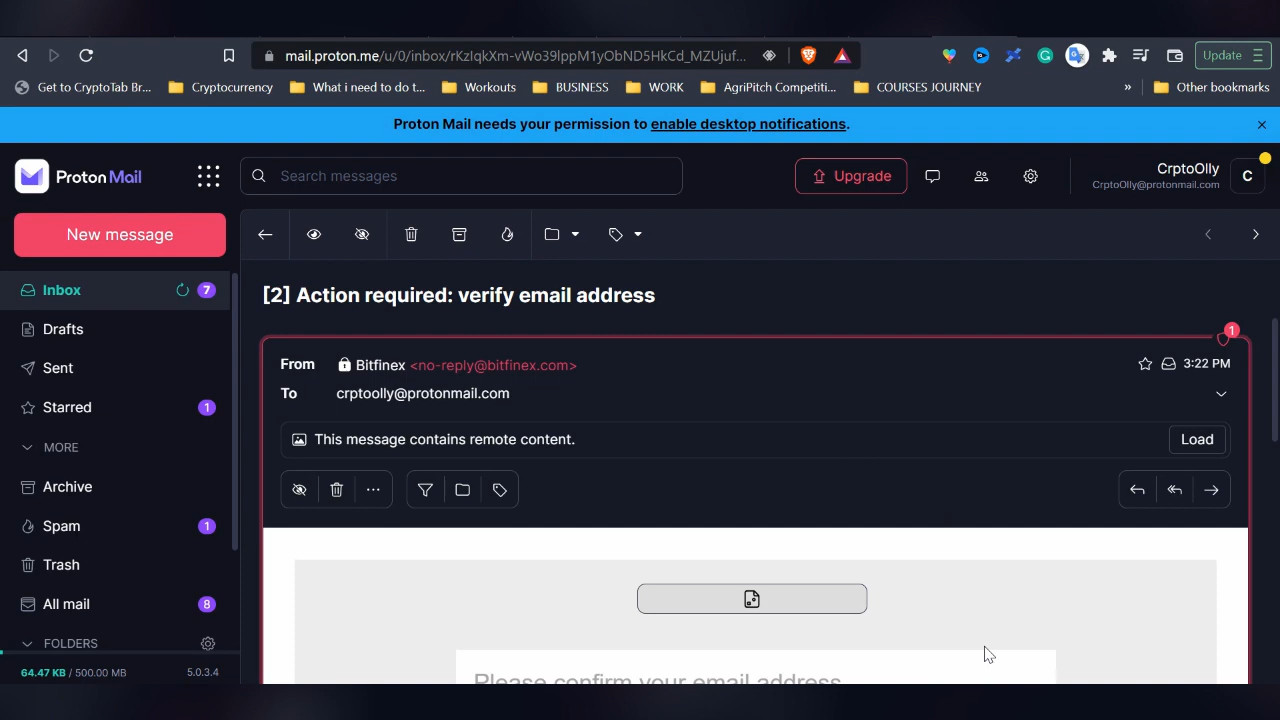 mail.proton.me/u/0/inbox/rKzIqkXm-vWo39IppM1yObND5HkCd_MZUjuf...
Update
Get to CryptoTab Br...
Cryptocurrency
What i need to do t...
Workouts
BUSINESS
WORK
AgriPitch Competiti...
COURSES JOURNEY
»
Other bookmarks
Proton Mail needs your permission to enable desktop notifications.
Proton Mail
Search messages
Upgrade
CrptoOlly
CrptoOlly@protonmail.com
C
New message
Inbox 7
Drafts
Sent
Starred 1
MORE
Archive
Spam 1
Trash
All mail 8
FOLDERS
64.47 KB / 500.00 MB 5.0.3.4
[2] Action required: verify email address
1
From Bitfinex <no-reply@bitfinex.com> 3:22 PM
To crptoolly@protonmail.com
This message contains remote content. Load
Please confirm your email address